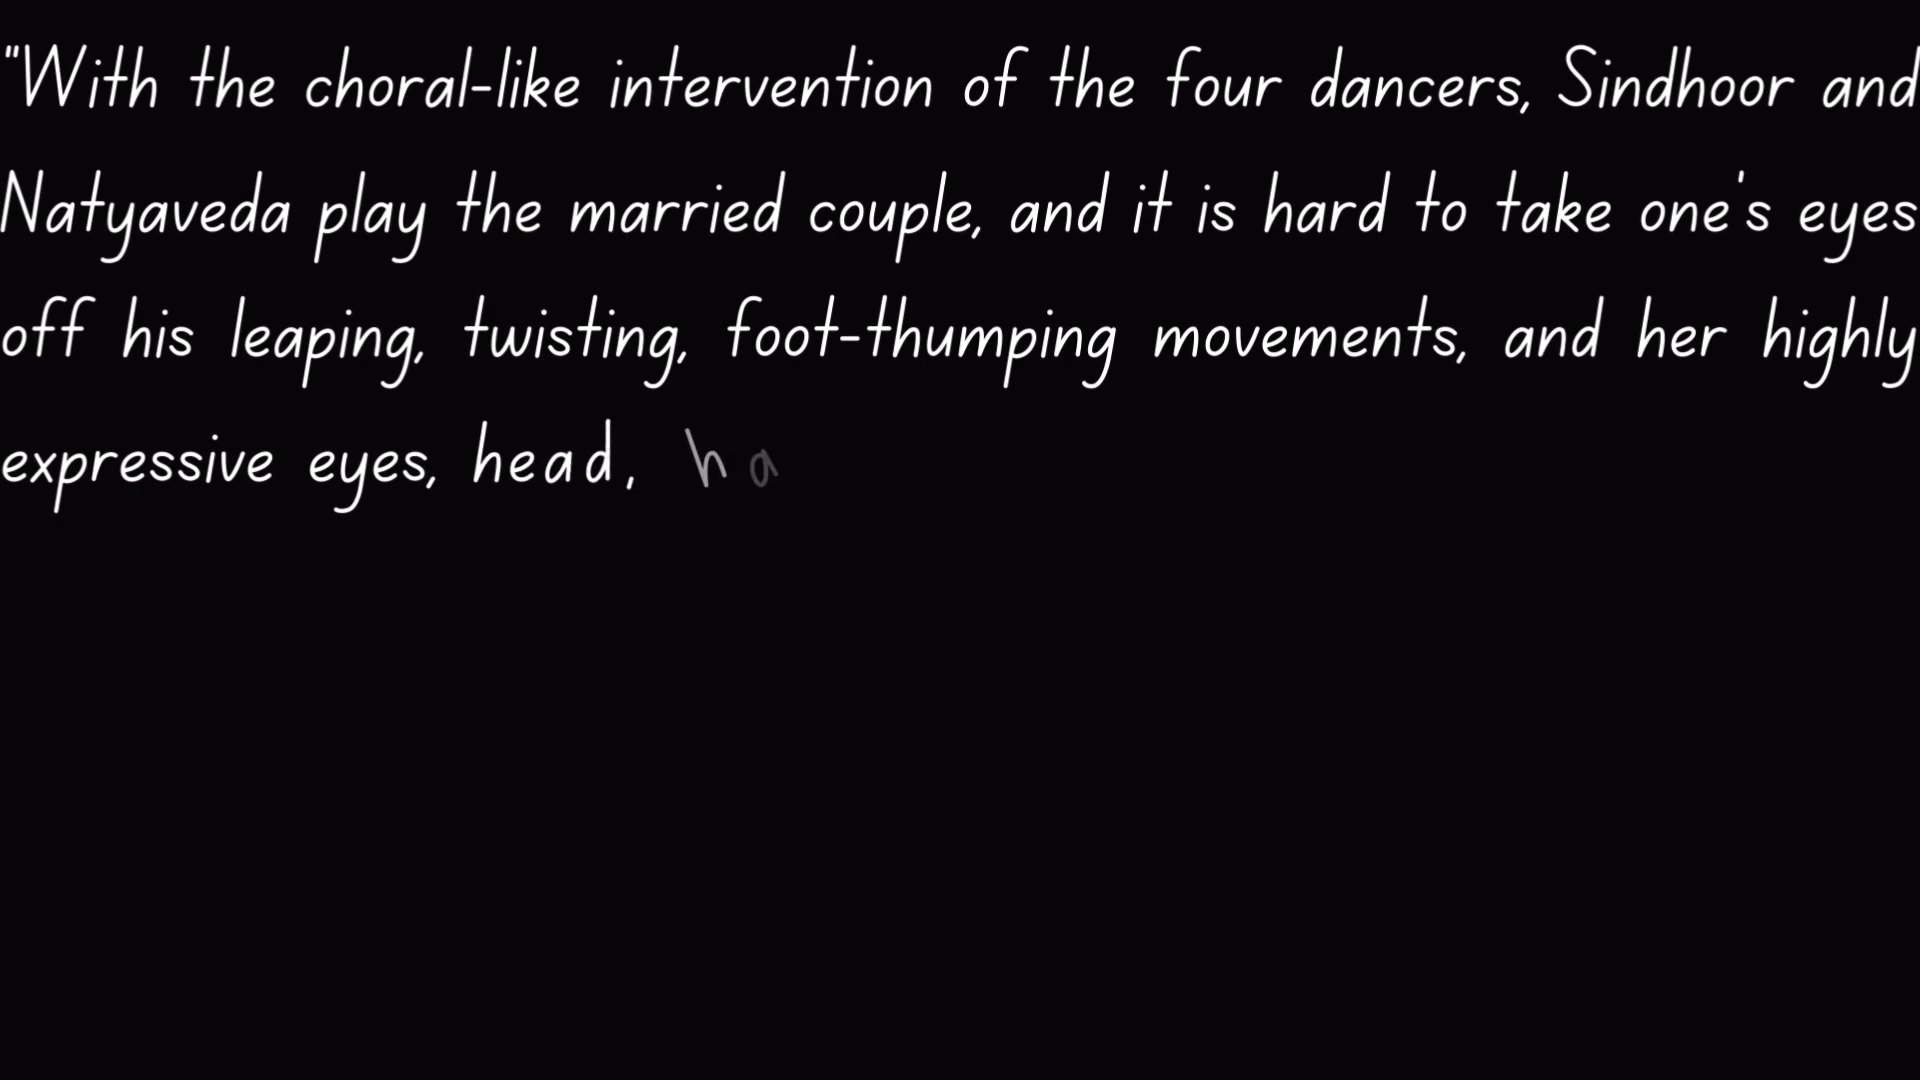 "With the choral-like intervention of the four dancers, Sindhoor and
Natyaveda play the married couple, and it is hard to take one's eyes
off his leaping, twisting, foot-thumping movements, and her highly
expressive eyes, head, ha